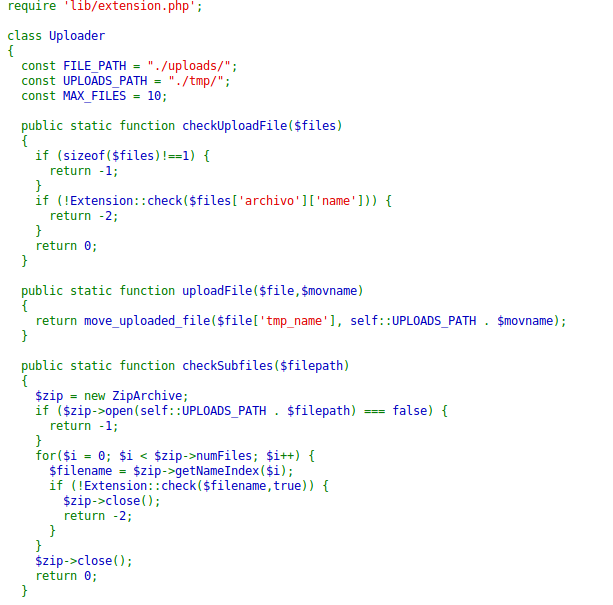 require 'lib/extension.php';
class Uploader
{
const FILE_PATH = "./uploads/";
const UPLOADS_PATH = "./tmp/";
const MAX_FILES = 10;
public static function checkUploadFile($files)
{
if (sizeof($files)!==1) {
return -1;
}
if (!Extension::check($files['archivo']['name'])) {
return -2;
}
return 0;
}
public static function uploadFile($file,$movname)
{
return move_uploaded_file($file['tmp_name'], self::UPLOADS_PATH . $movname);
}
public static function checkSubfiles($filepath)
{
$zip = new ZipArchive;
if ($zip->open(self::UPLOADS_PATH . $filepath) === false) {
return -1;
}
for($i = 0; $i < $zip->numFiles; $i++) {
$filename = $zip->getNameIndex($i);
if (!Extension::check($filename,true)) {
$zip->close();
return -2;
}
}
$zip->close();
return 0;
}